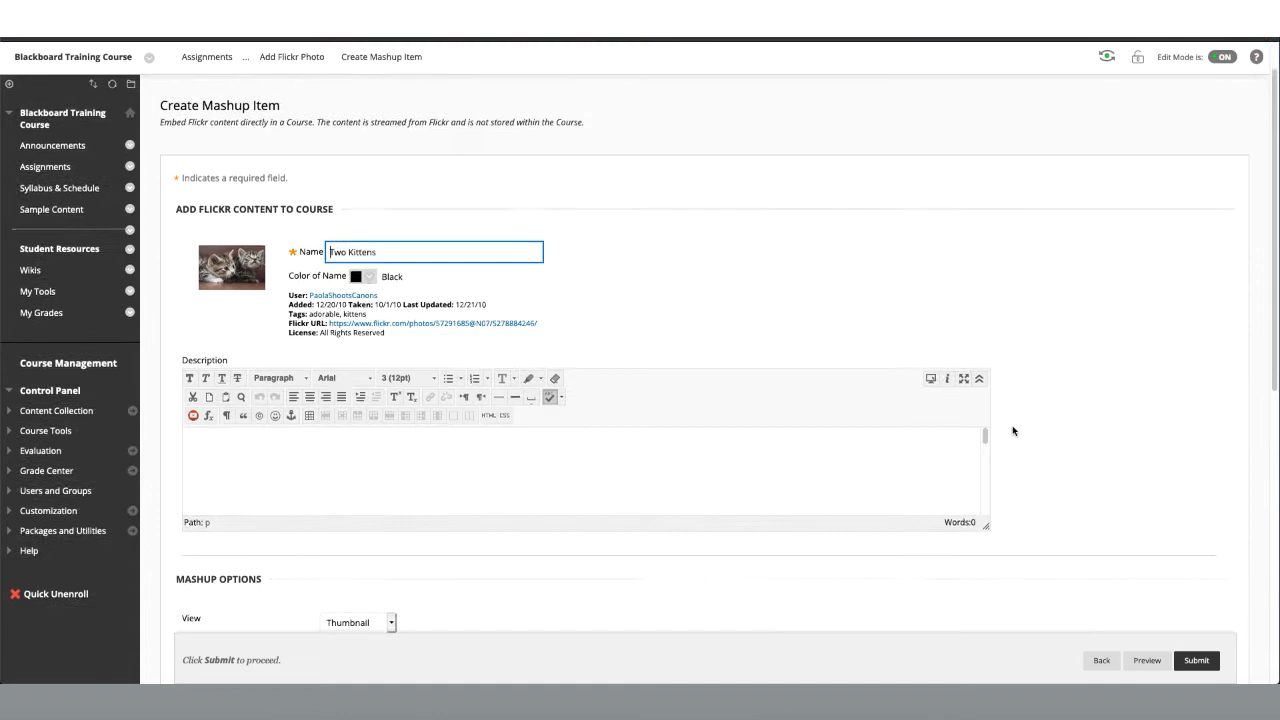 Blackboard Training Course
Assignments ... Add Flickr Photo Create Mashup Item
Edit Mode is: ON ?
Blackboard Training
Course
Announcements
Assignments
Syllabus & Schedule
Sample Content
Student Resources
Wikis
My Tools
My Grades
Course Management
Control Panel
Content Collection
Course Tools
Evaluation
Grade Center
Users and Groups
Customization
Packages and Utilities
Help
Quick Unenroll
Create Mashup Item
Embed Flickr content directly in a Course. The content is streamed from Flickr and is not stored within the Course.
* Indicates a required field.
ADD FLICKR CONTENT TO COURSE
* Name Two Kittens
Color of Name Black
User: PaolaShootsCanons
Added: 12/20/10 Taken: 10/1/10 Last Updated: 12/21/10
Tags: adorable, kittens
Flickr URL: https://www.flickr.com/photos/57291685@N07/5278884246/
License: All Rights Reserved
Description
T T T T Paragraph Arial 3 (12pt)
HTML CSS
Path: p Words:0
MASHUP OPTIONS
View Thumbnail
Click Submit to proceed.
Back Preview Submit